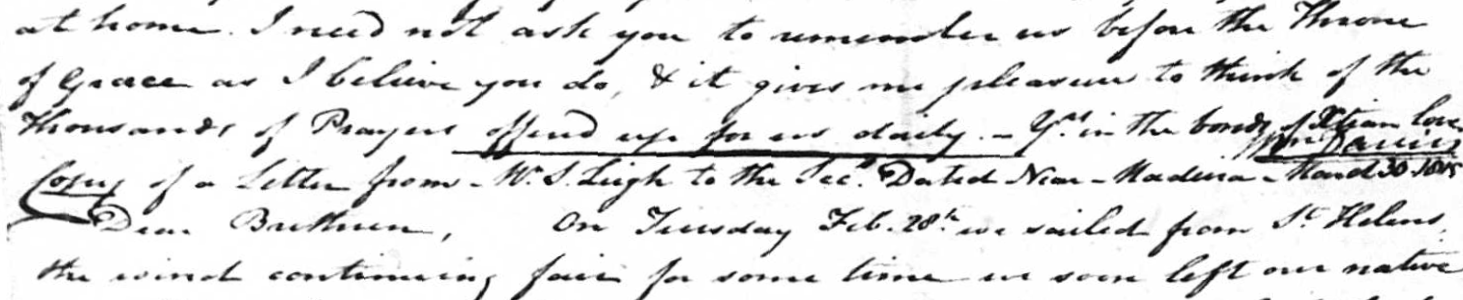 at home. I need not ask you to remember us before the Throne
of Grace as I believe you do, & it gives me pleasure to think of the
thousands of Prayers offered up for us daily. - Yrs. in the bonds of Xtian love
Davies
Copy of a Letter from - Mr. S. Leigh to the Secy. Dated Near - Madeira - March 30 1815
Dear Brethren, On Tuesday Feb. 28th we sailed from St. Helens,
the wind continuing fair for some time we soon left our native